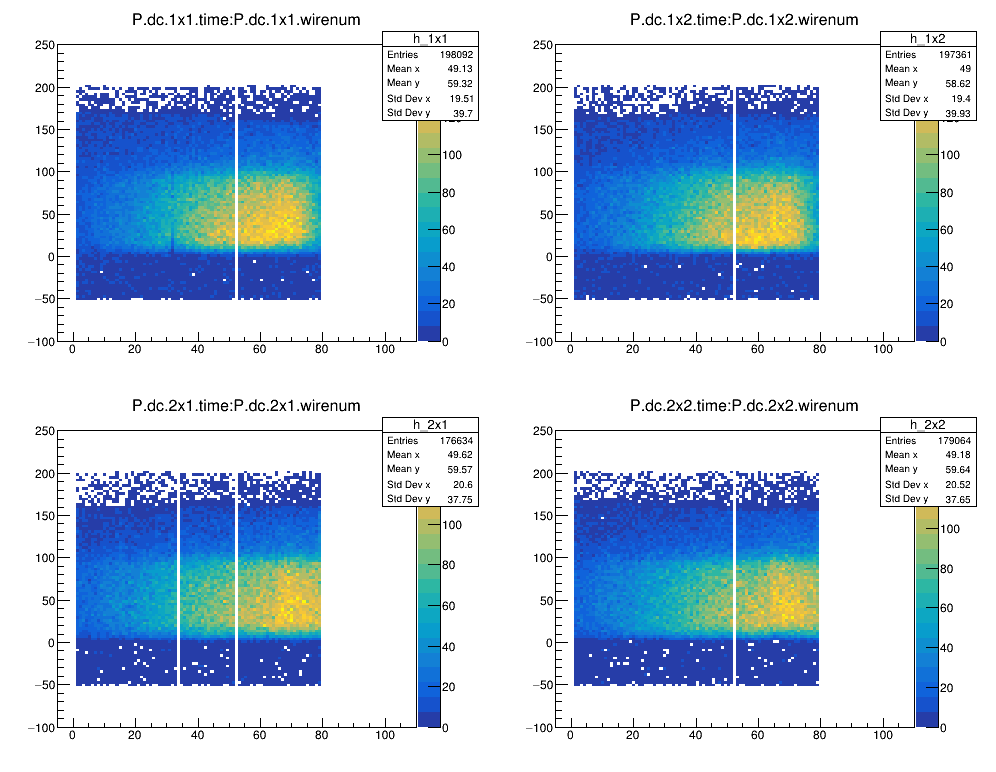 P.dc.1x1.time:P.dc.1x1.wirenum
h_1x1
Entries 198092
Mean x 49.13
Mean y 59.32
Std Dev x 19.51
Std Dev y 39.7
250
200
150
100
50
0
−50
−100
0 20 40 60 80 100
100
80
60
40
20
0
P.dc.1x2.time:P.dc.1x2.wirenum
h_1x2
Entries 197361
Mean x 49
Mean y 58.62
Std Dev x 19.4
Std Dev y 39.93
250
200
150
100
50
0
−50
−100
0 20 40 60 80 100
100
80
60
40
20
0
P.dc.2x1.time:P.dc.2x1.wirenum
h_2x1
Entries 176634
Mean x 49.62
Mean y 59.57
Std Dev x 20.6
Std Dev y 37.75
250
200
150
100
50
0
−50
−100
0 20 40 60 80 100
100
80
60
40
20
0
P.dc.2x2.time:P.dc.2x2.wirenum
h_2x2
Entries 179064
Mean x 49.18
Mean y 59.64
Std Dev x 20.52
Std Dev y 37.65
250
200
150
100
50
0
−50
−100
0 20 40 60 80 100
100
80
60
40
20
0